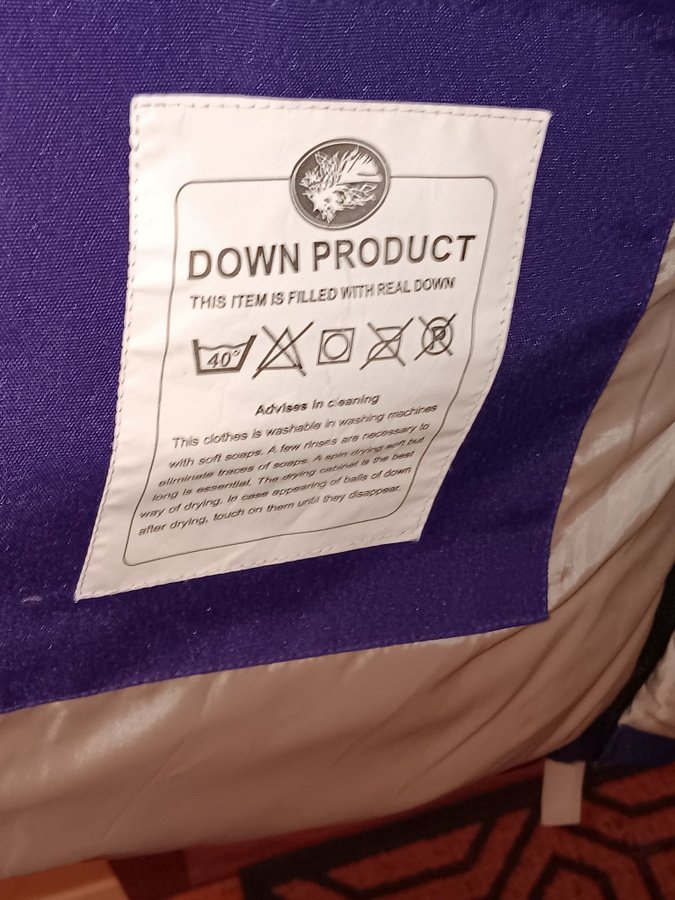 DOWN PRODUCT
THIS ITEM IS FILLED WITH REAL DOWN
40°
P
Advises in cleaning
This clothes is washable in washing machines
with soft soaps. A few rinses are necessary to
eliminate traces of soaps. A spin drying soft but
long is essential. The drying cabinet is the best
way of drying. In case appearing of balls of down
after drying, touch on them until they disappear.